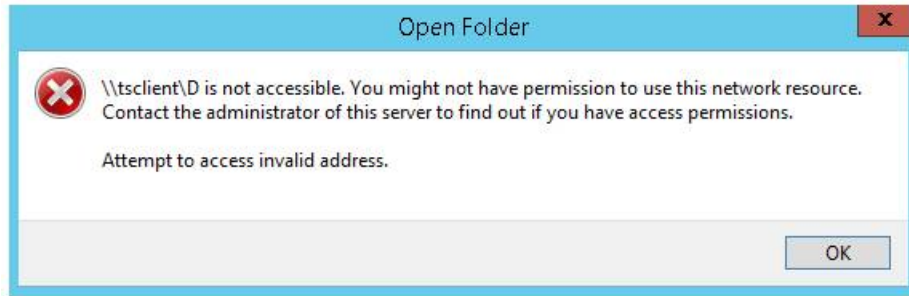 Open Folder
x
\\tsclient\D is not accessible. You might not have permission to use this network resource.
Contact the administrator of this server to find out if you have access permissions.
Attempt to access invalid address.
OK